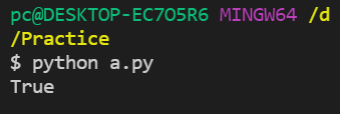 pc@DESKTOP-EC7O5R6 MINGW64 /d
/Practice
$ python a.py
True